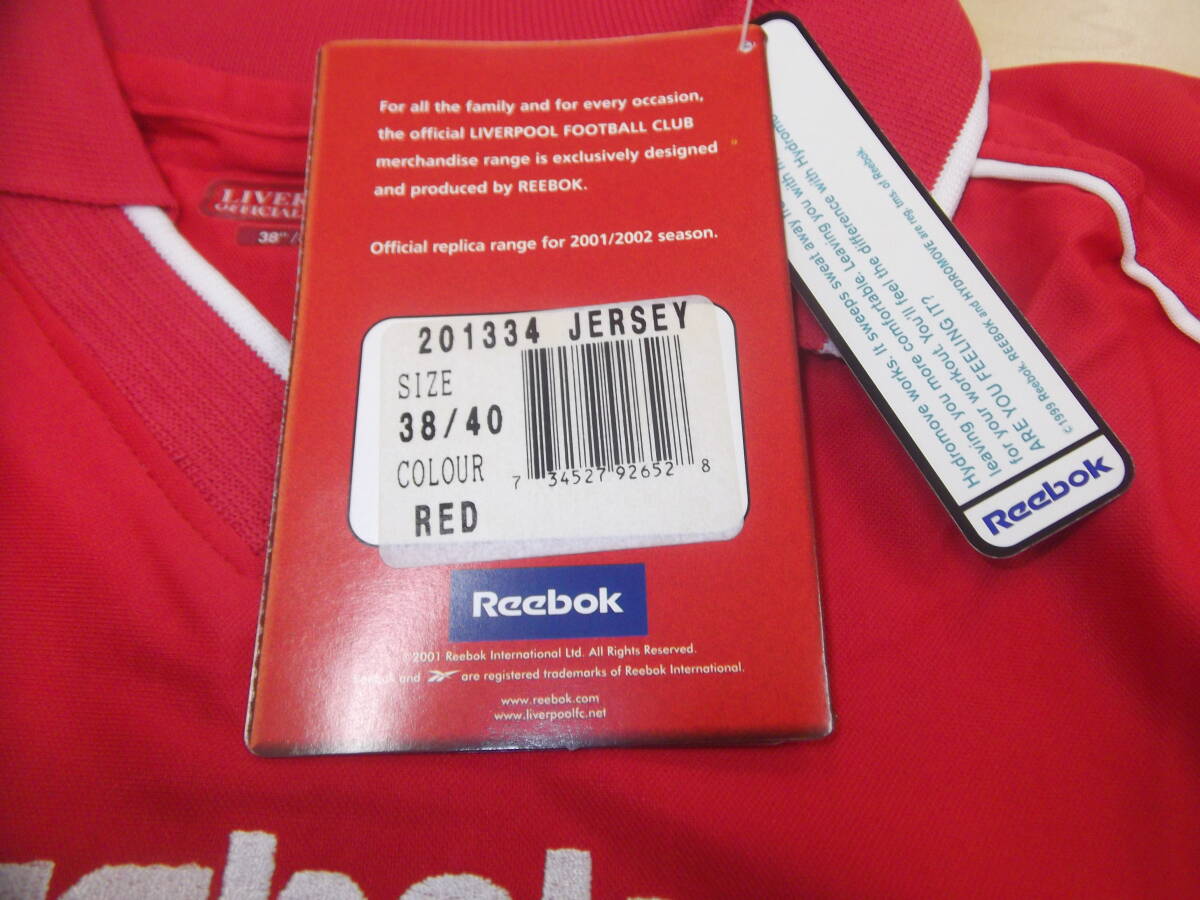 For all the family and for every occasion,
the official LIVERPOOL FOOTBALL CLUB
merchandise range is exclusively designed
and produced by REEBOK.
Official replica range for 2001/2002 season.
201334 JERSEY
SIZE
38/40
COLOUR
RED
7 34527 92652 8
Reebok
©2001 Reebok International Ltd. All Rights Reserved.
Reebok and are registered trademarks of Reebok International.
www.reebok.com
www.liverpoolfc.net
OFFICIAL
38"/
Hydromove works. It sweeps sweat away
leaving you more comfortable. Leaving you with
for your workout. You'll feel the difference with
ARE YOU FEELING IT?
©1999 Reebok. REEBOK and HYDROMOVE are reg. tms. of Reebok.
Reebok